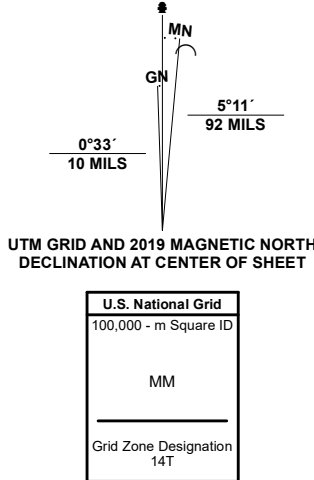 MN
GN
5°11´
92 MILS
0°33´
10 MILS
UTM GRID AND 2019 MAGNETIC NORTH
DECLINATION AT CENTER OF SHEET
U.S. National Grid
100,000 - m Square ID
MM
Grid Zone Designation
14T